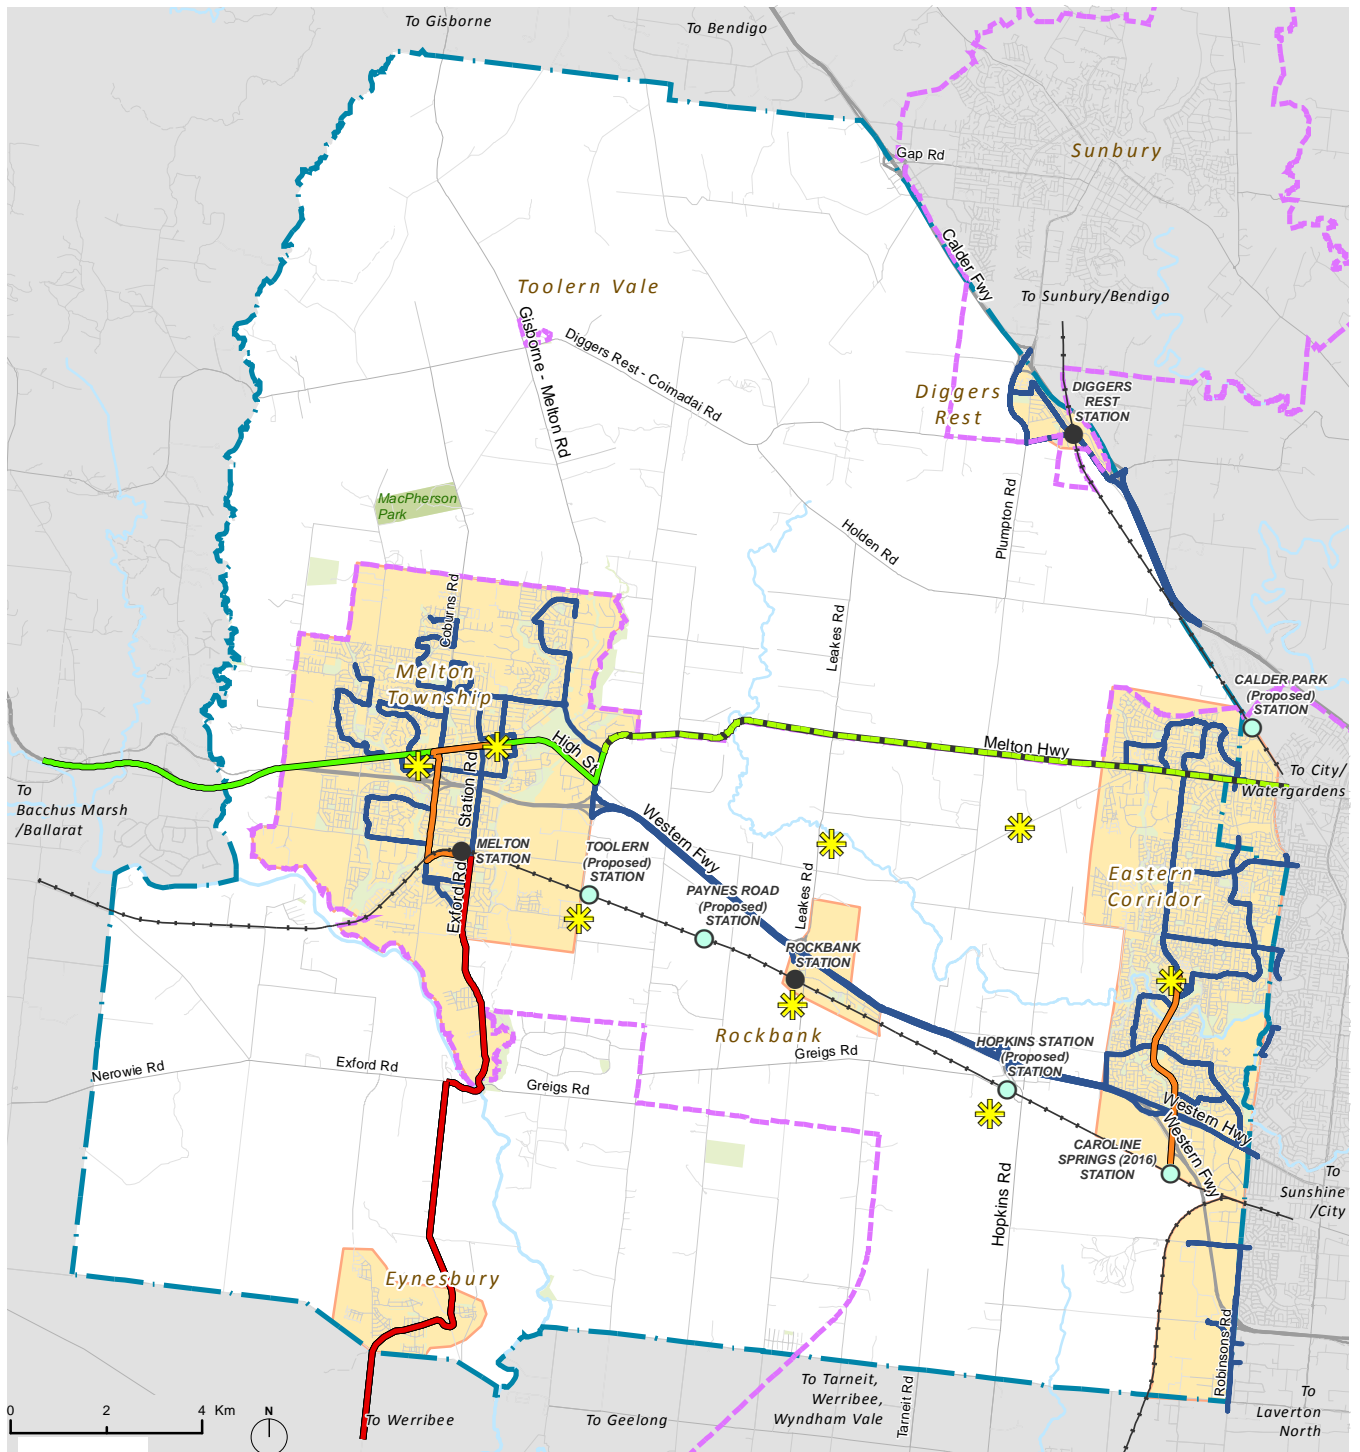 To Gisborne
To Bendigo
Sunbury
Gap Rd
Calder Fwy
Toolern Vale
To Sunbury/Bendigo
Gisborne - Melton Rd
Diggers Rest - Coimadai Rd
Diggers
Rest
DIGGERS
REST
STATION
MacPherson
Park
Plumpton Rd
Holden Rd
Coburns Rd
Leakes Rd
Melton
Township
CALDER PARK
(Proposed)
STATION
High St
Melton Hwy
Station Rd
To City/
Watergardens
To
Bacchus Marsh
/Ballarat
Western Fwy
MELTON
STATION
TOOLERN
(Proposed)
STATION
Exford Rd
PAYNES ROAD
(Proposed)
STATION
Leakes Rd
Eastern
Corridor
ROCKBANK
STATION
Rockbank
Greigs Rd
HOPKINS STATION
(Proposed)
STATION
Nerowie Rd
Exford Rd
Greigs Rd
Western Hwy
Western Fwy
CAROLINE
SPRINGS (2016)
STATION
To
Sunshine
/City
Hopkins Rd
Eynesbury
Robinsons Rd
To Tarneit,
Werribee,
Wyndham Vale
Tarneit Rd
To
Laverton
North
0 2 4 Km
N
To Werribee
To Geelong